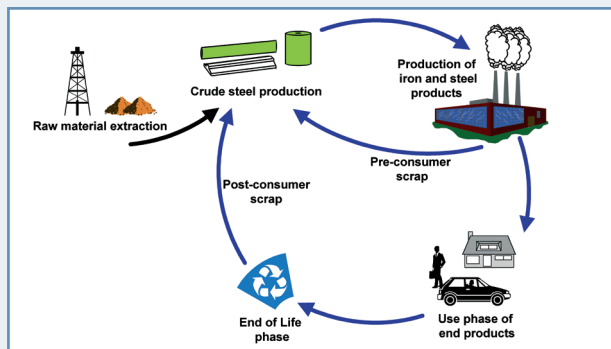 Crude steel production
Production of
iron and steel
products
Raw material extraction
Pre-consumer
scrap
Post-consumer
scrap
End of Life
phase
Use phase of
end products